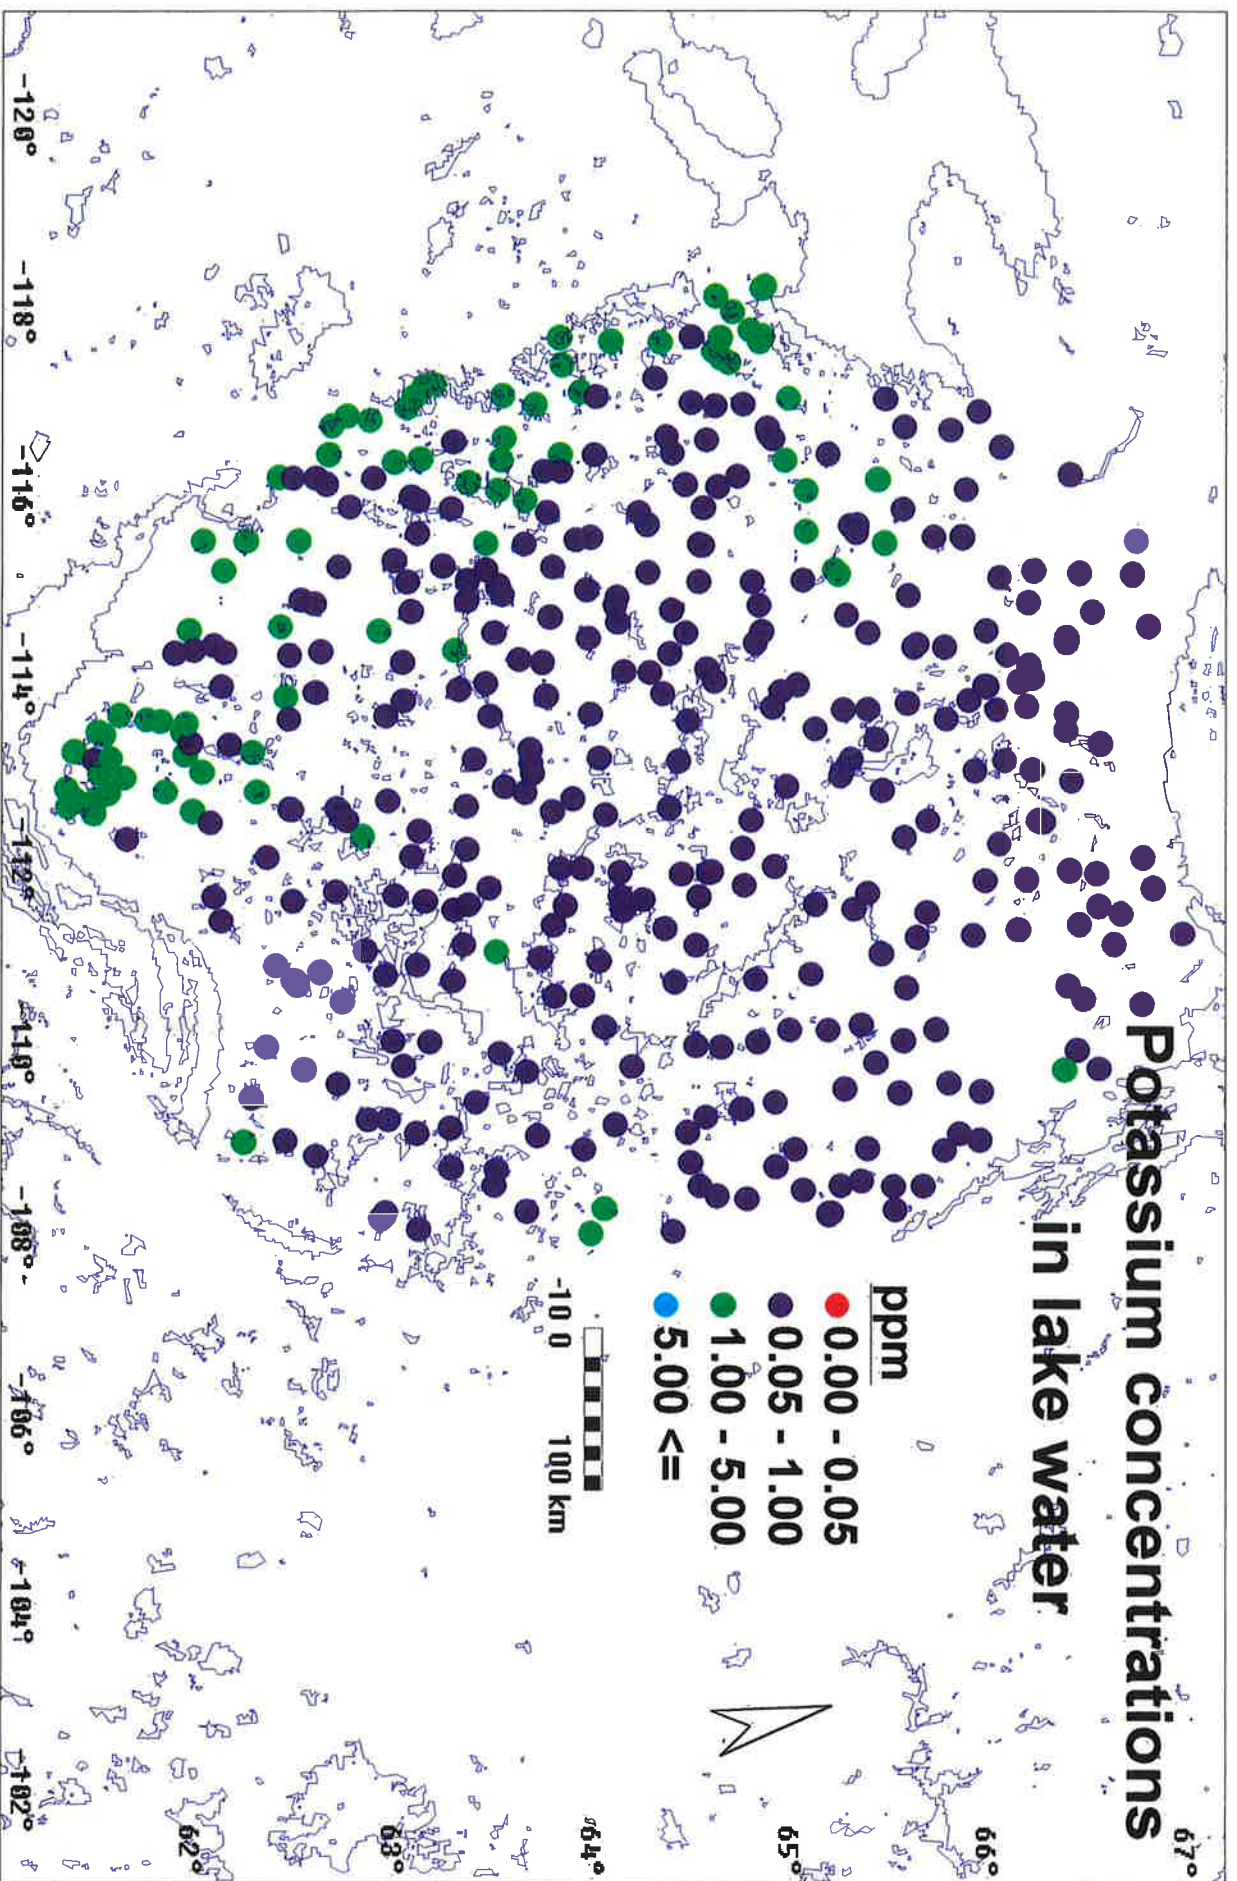 Potassium concentrations
in lake water
ppm
0.00 - 0.05
0.05 - 1.00
1.00 - 5.00
5.00 <=
-10 0 100 km
67°
66°
65°
64°
63°
62°
-120°
-118°
-116°
-114°
-112°
-110°
-108°
-106°
-104°
-102°